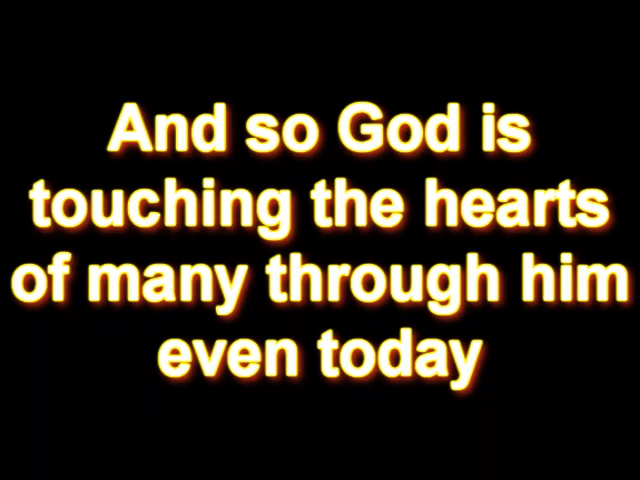 And so God is
touching the hearts
of many through him
even today